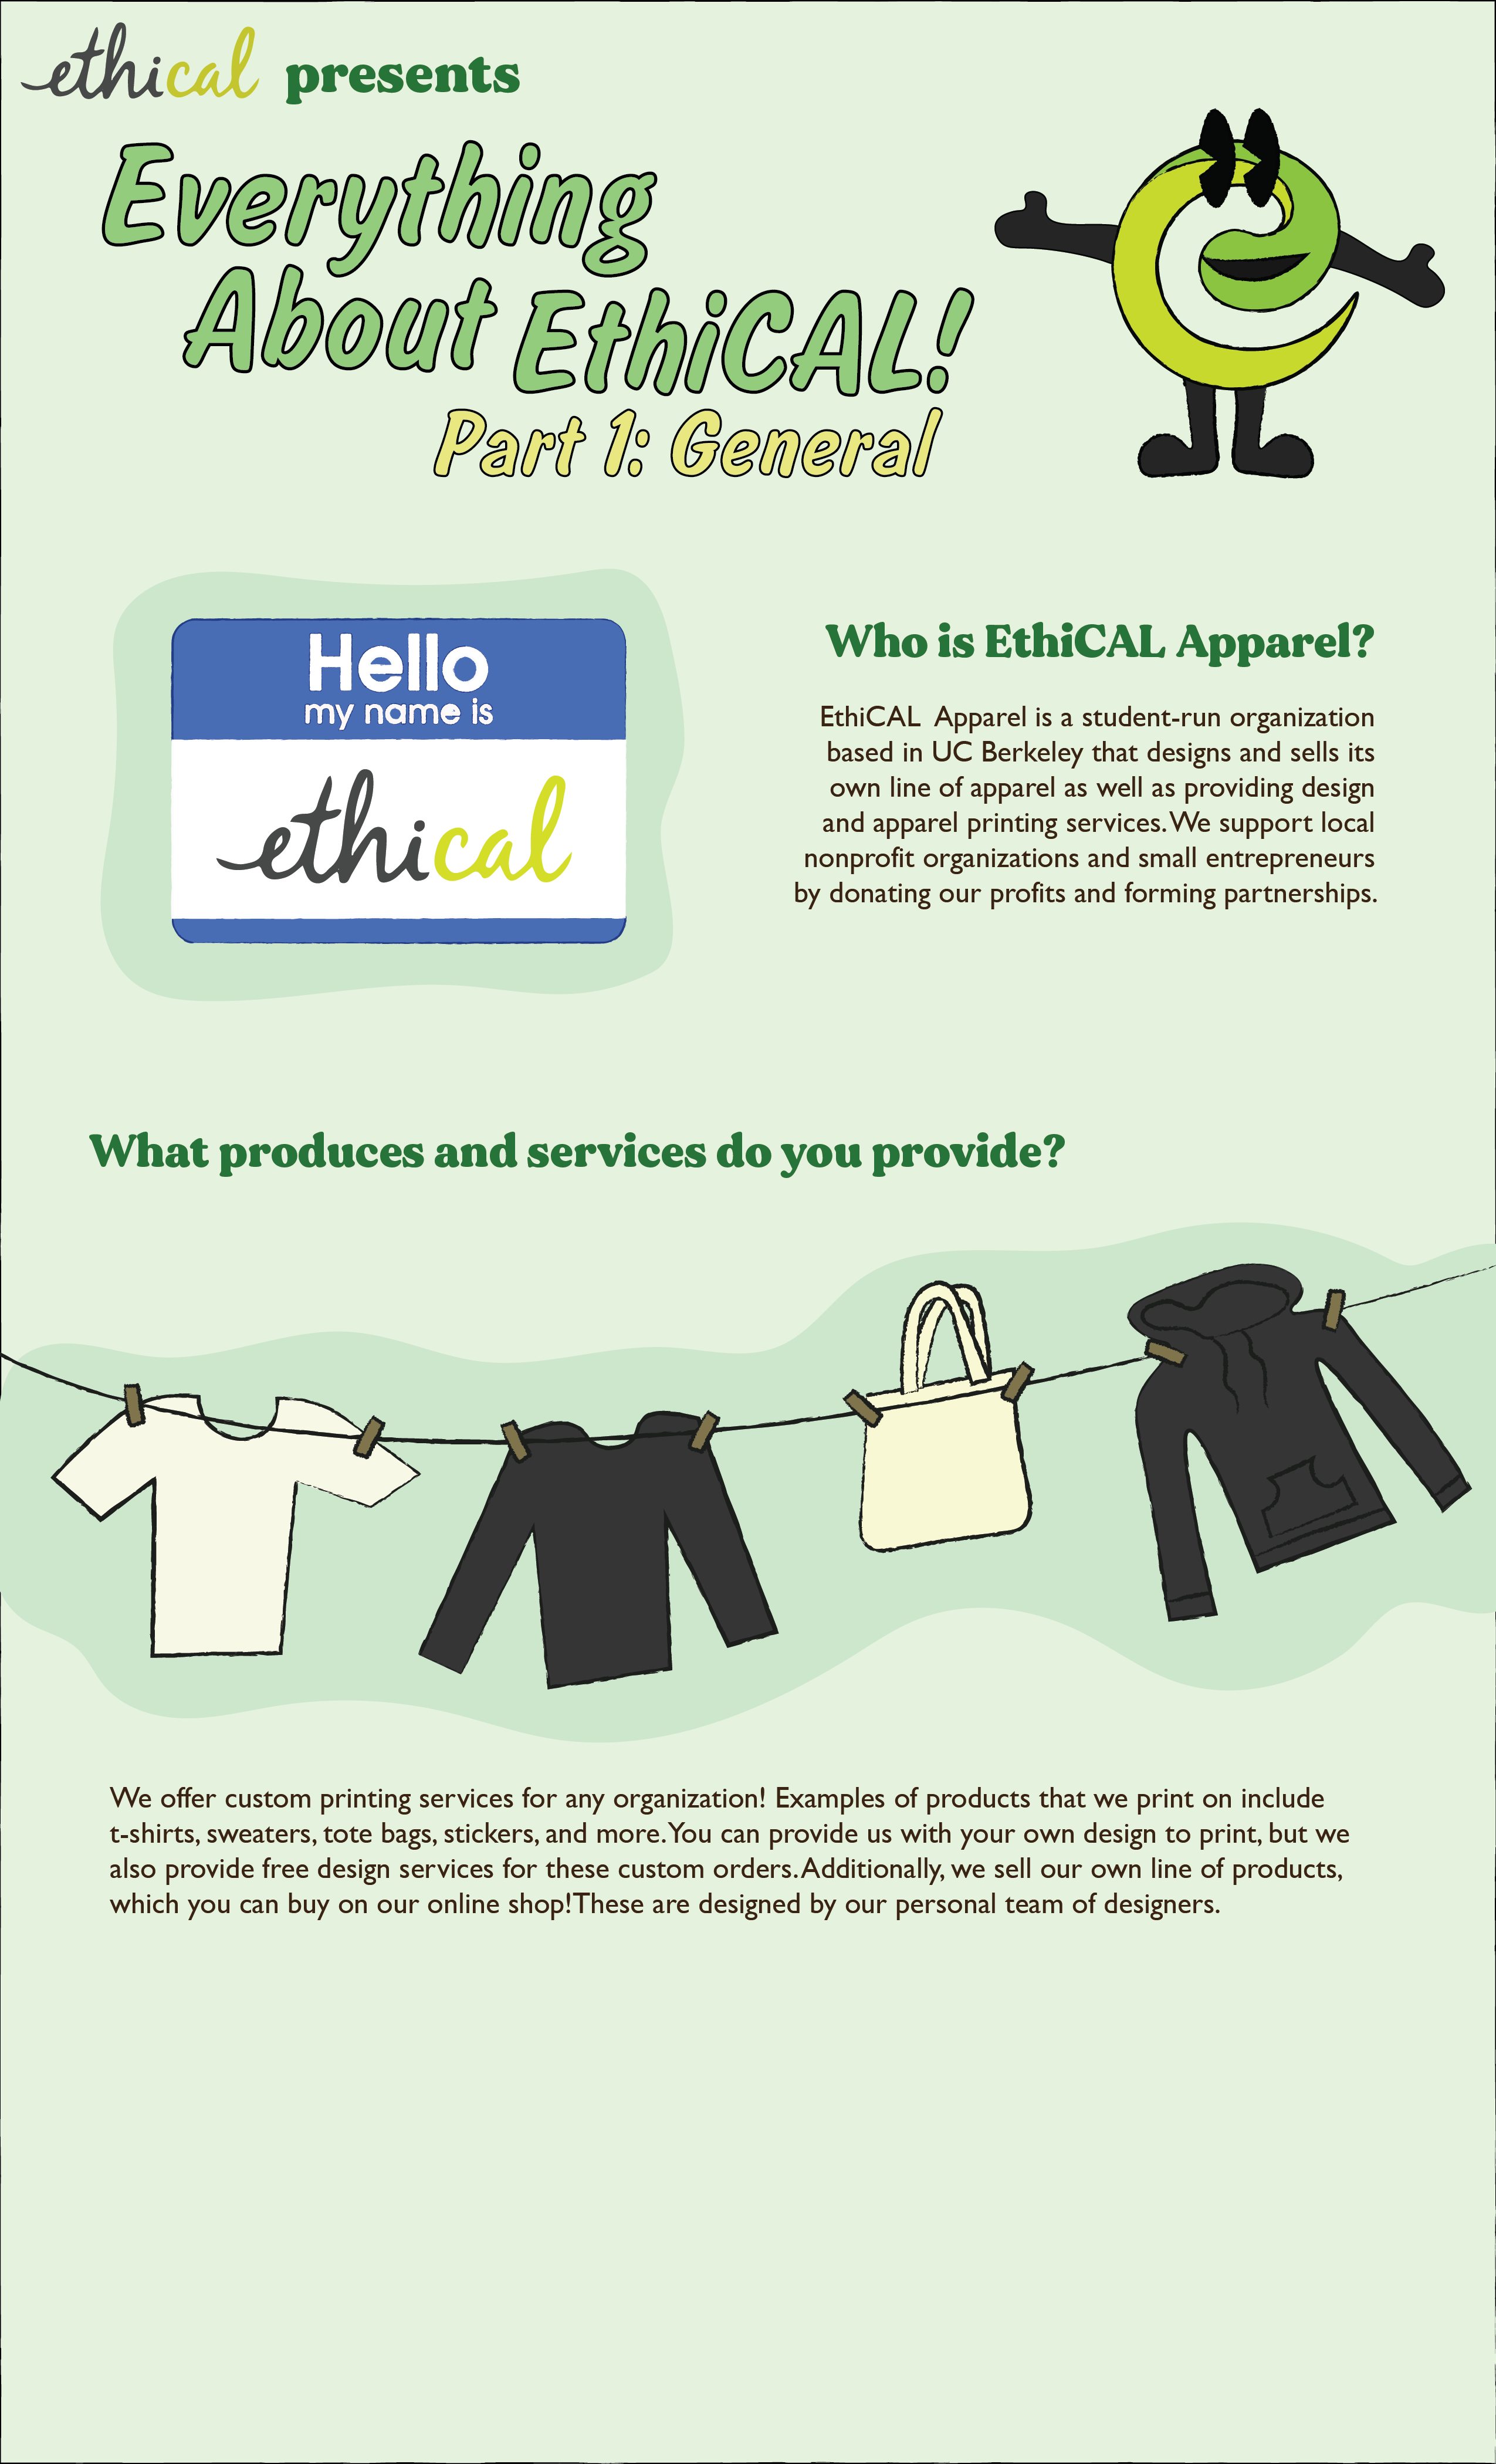 ethical presents
Everything
About EthiCAL!
Part 1: General
Hello
my name is
ethical
Who is EthiCAL Apparel?
EthiCAL Apparel is a student-run organization
based in UC Berkeley that designs and sells its
own line of apparel as well as providing design
and apparel printing services. We support local
nonprofit organizations and small entrepreneurs
by donating our profits and forming partnerships.
What produces and services do you provide?
We offer custom printing services for any organization! Examples of products that we print on include
t-shirts, sweaters, tote bags, stickers, and more. You can provide us with your own design to print, but we
also provide free design services for these custom orders. Additionally, we sell our own line of products,
which you can buy on our online shop! These are designed by our personal team of designers.